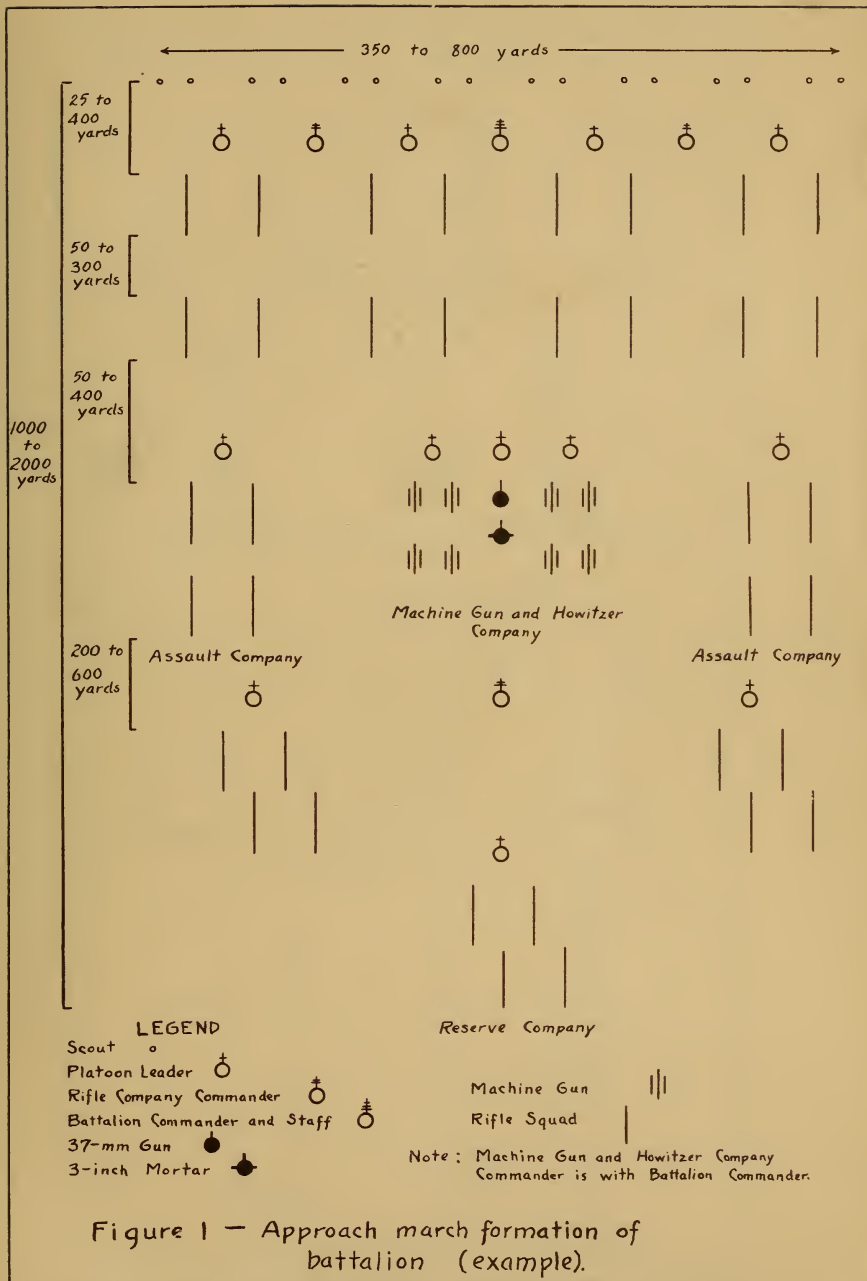 350 to 800 yards
25 to
400
yards
50 to
300
yards
50 to
400
yards
1000
to
2000
yards
Machine Gun and Howitzer
Company
200 to
600
yards
Assault Company
Assault Company
Reserve Company
LEGEND
Scout
Platoon Leader
Rifle Company Commander
Battalion Commander and Staff
37-mm Gun
3-inch Mortar
Machine Gun
Rifle Squad
Note: Machine Gun and Howitzer Company
Commander is with Battalion Commander.
Figure 1 — Approach march formation of
battalion (example).